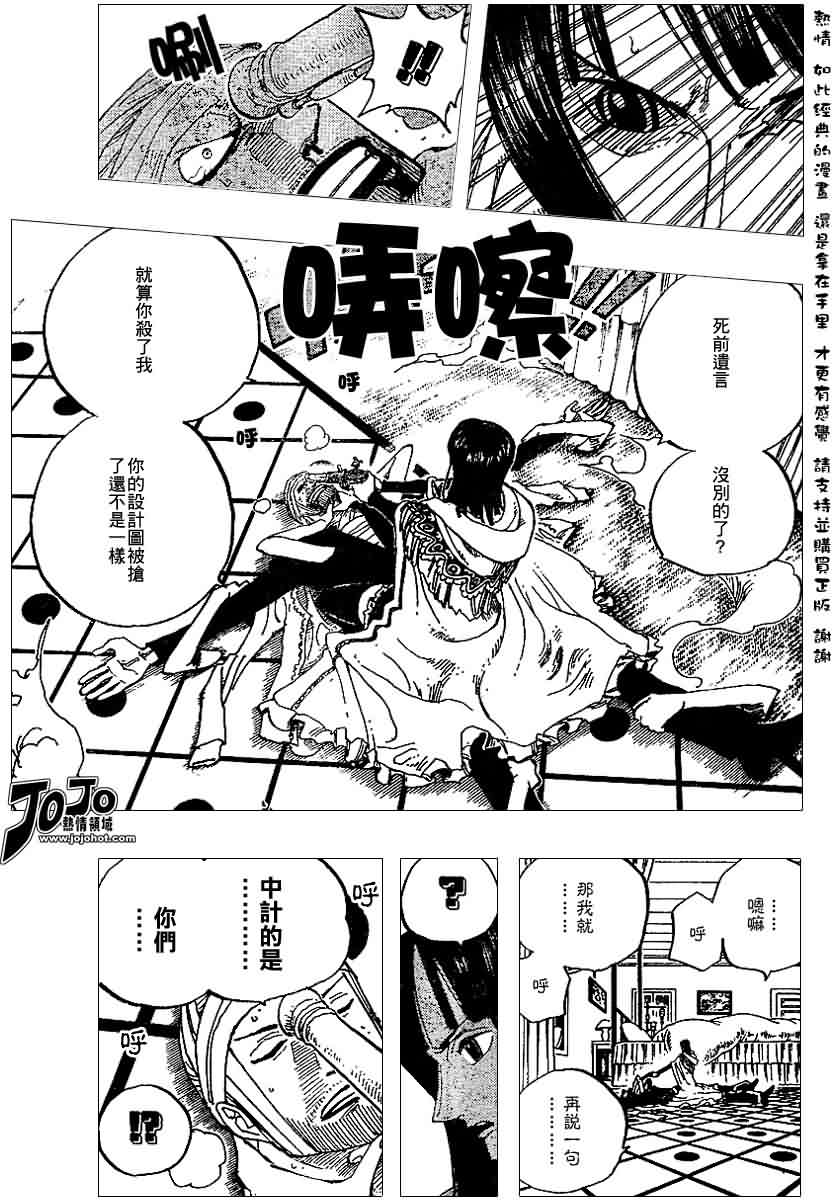 !!
唰
死前遺言
沒別的了?
哢嚓!!
呼
呼
就算你殺了我
你的設計圖被搶
了還不是一樣
……
嗯嘛
呼
那我就
……
呼
再說一句
……
?
呼
中計的是
……
你們
……
呼
!?
JOJO
熱情領域
www.jojohot.com
熱情 如此經典的漫畫 還是拿在手里 才更有感覺 請支持並購買正版 謝謝